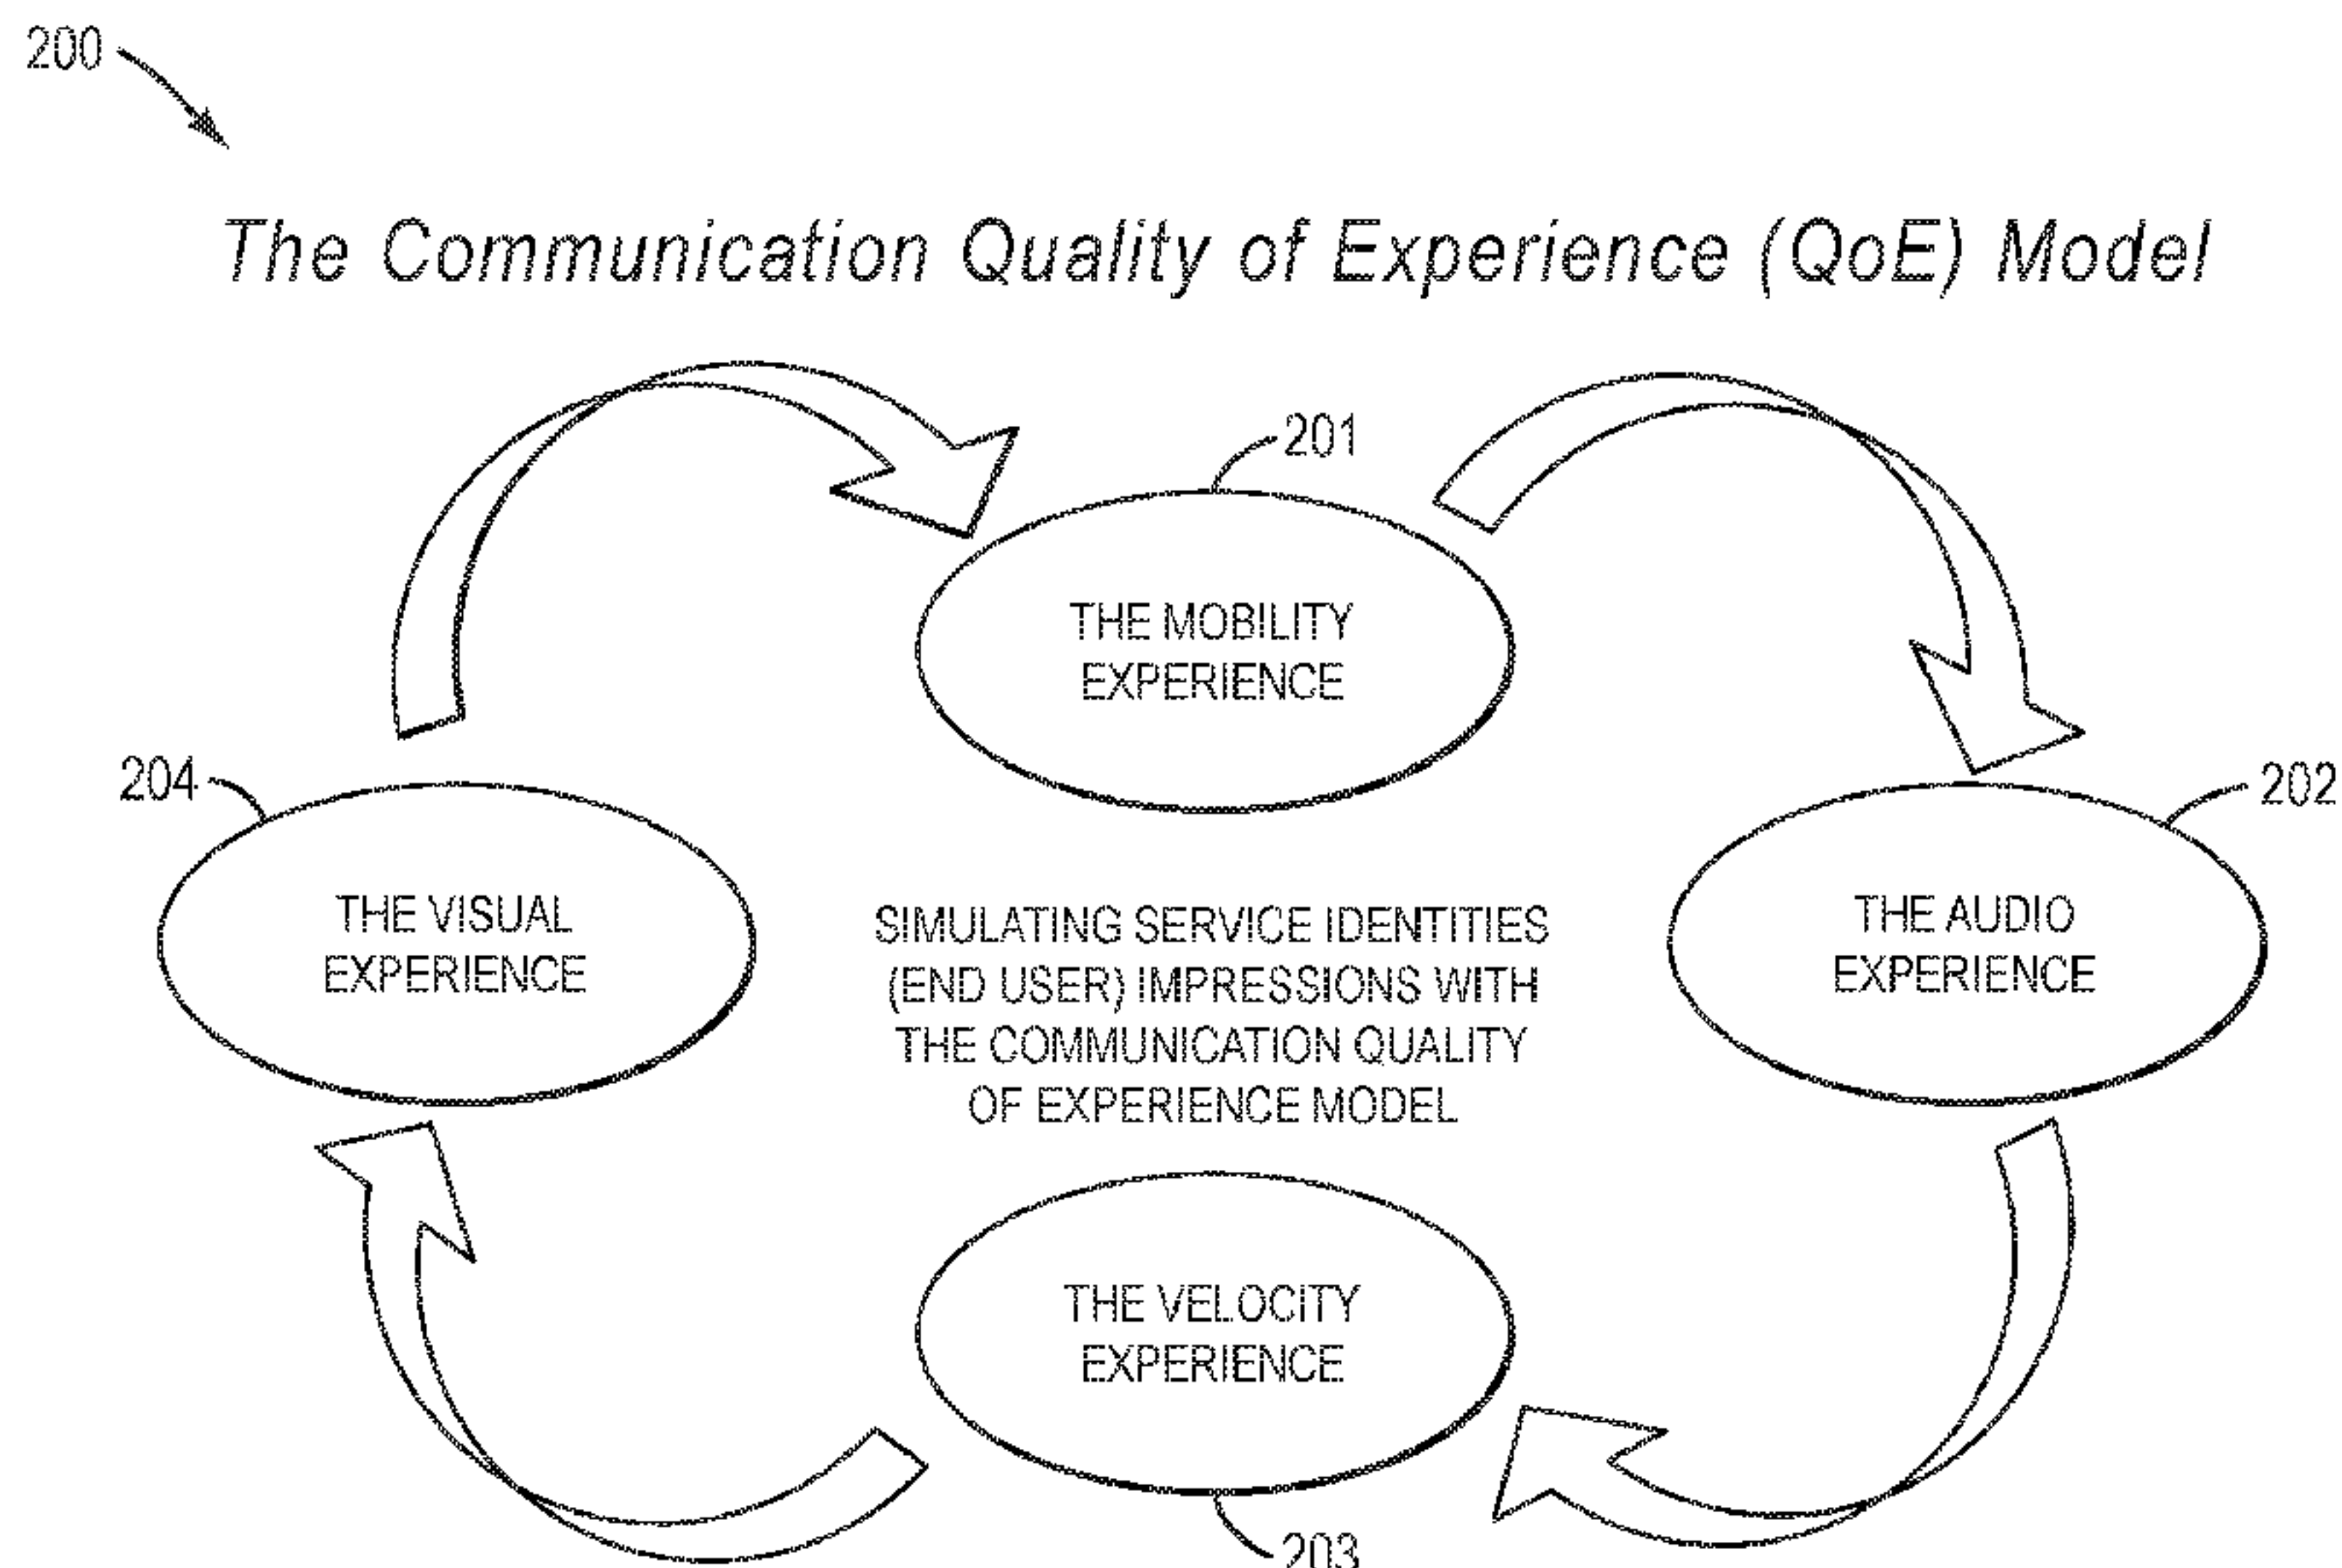 200
The Communication Quality of Experience (QoE) Model
201
THE MOBILITY
EXPERIENCE
204
202
THE VISUAL
EXPERIENCE
SIMULATING SERVICE IDENTITIES
(END USER) IMPRESSIONS WITH
THE COMMUNICATION QUALITY
OF EXPERIENCE MODEL
THE AUDIO
EXPERIENCE
THE VELOCITY
EXPERIENCE
203